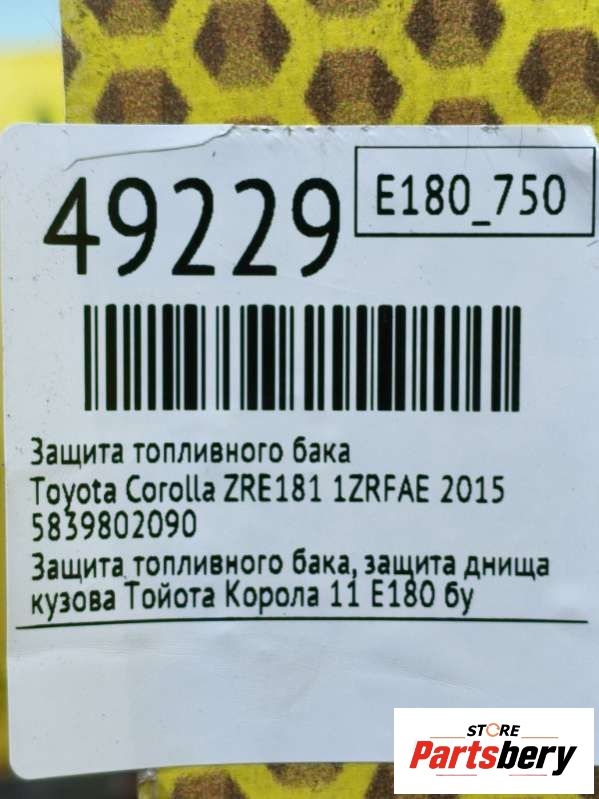 49229
E180_750
Защита топливного бака
Toyota Corolla ZRE181 1ZRFAE 2015
5839802090
Защита топливного бака, защита днища
кузова Тойота Корола 11 E180 бу
STORE
Partsbery